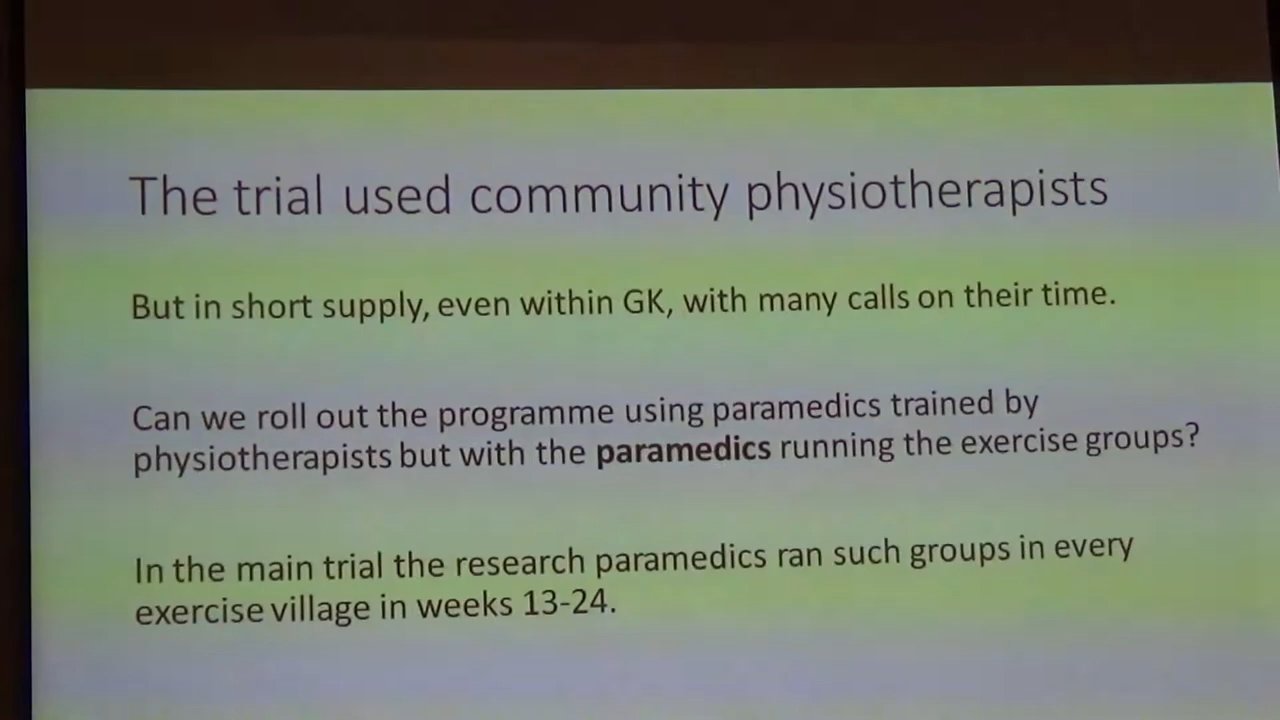 The trial used community physiotherapists
But in short supply, even within GK, with many calls on their time.
Can we roll out the programme using paramedics trained by
physiotherapists but with the paramedics running the exercise groups?
In the main trial the research paramedics ran such groups in every
exercise village in weeks 13-24.